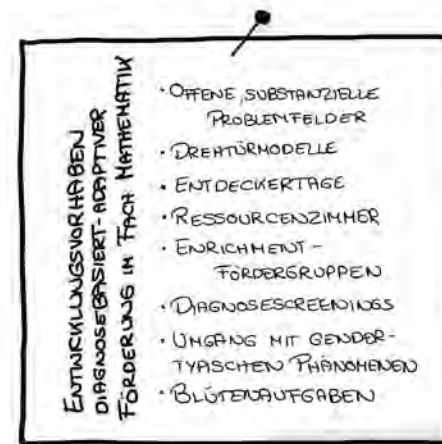 ENTWICKLUNGSVORHABEN
DIAGNOSEBASIERT-ADAPTIVER
FÖRDERUNG IM FACH MATHEMATIK
· OFFENE, SUBSTANZIELLE
PROBLEMFELDER
· DREHTÜRMODELLE
· ENTDECKERTAGE
· RESSOURCENZIMMER
· ENRICHMENT-
FÖRDERGRUPPEN
· DIAGNOSESCREENINGS
· UMGANG MIT GENDER-
TYPISCHEN PHÄNOMENEN
· BLÜTENAUFGABEN